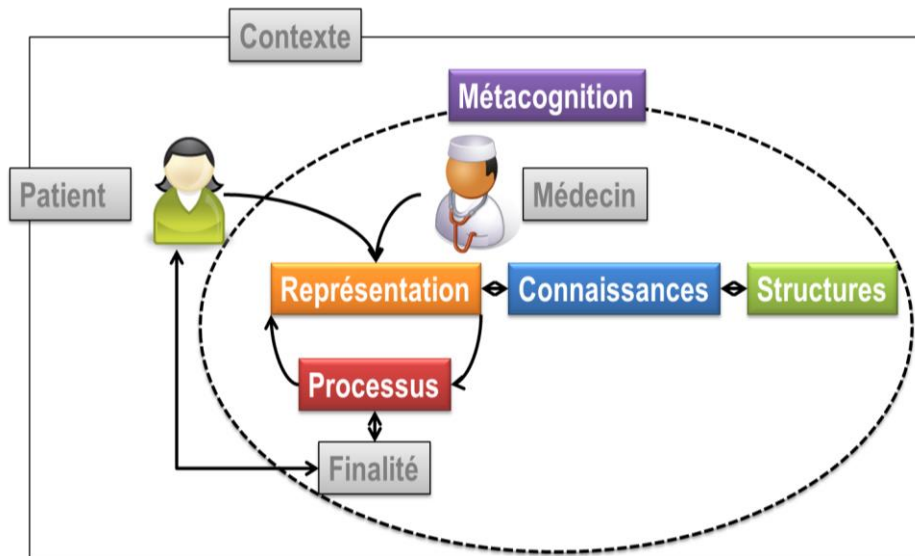 Contexte
Métacognition
Patient
Médecin
Représentation
Connaissances
Structures
Processus
Finalité